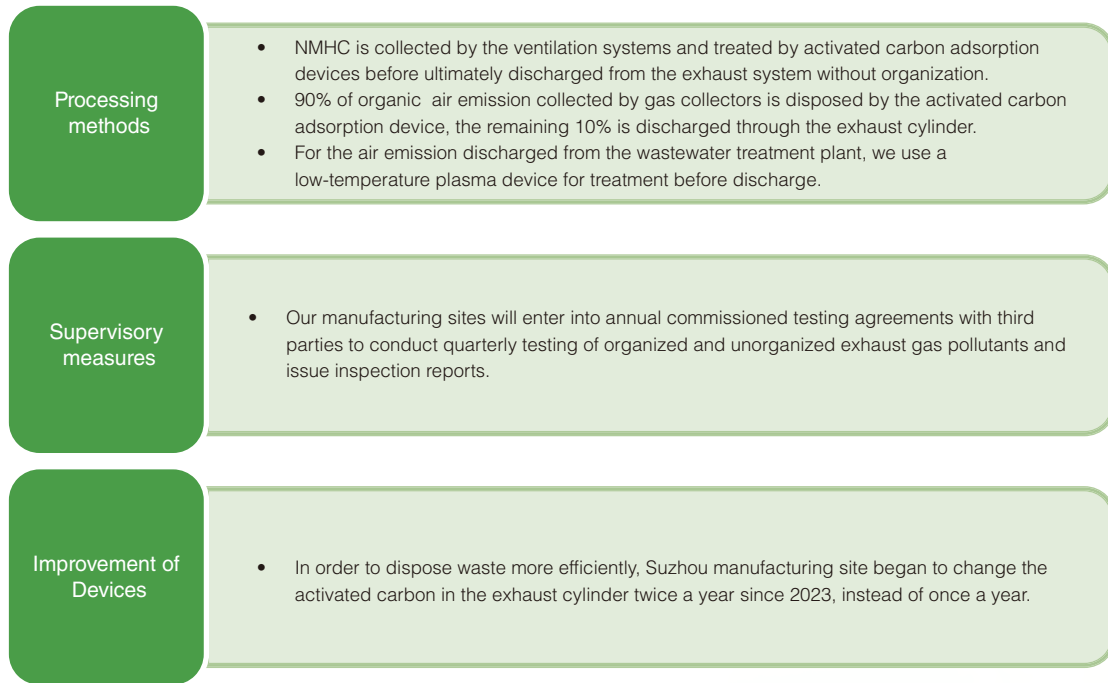 Processing
methods
• NMHC is collected by the ventilation systems and treated by activated carbon adsorption
devices before ultimately discharged from the exhaust system without organization.
• 90% of organic air emission collected by gas collectors is disposed by the activated carbon
adsorption device, the remaining 10% is discharged through the exhaust cylinder.
• For the air emission discharged from the wastewater treatment plant, we use a
low-temperature plasma device for treatment before discharge.
Supervisory
measures
• Our manufacturing sites will enter into annual commissioned testing agreements with third
parties to conduct quarterly testing of organized and unorganized exhaust gas pollutants and
issue inspection reports.
Improvement of
Devices
• In order to dispose waste more efficiently, Suzhou manufacturing site began to change the
activated carbon in the exhaust cylinder twice a year since 2023, instead of once a year.